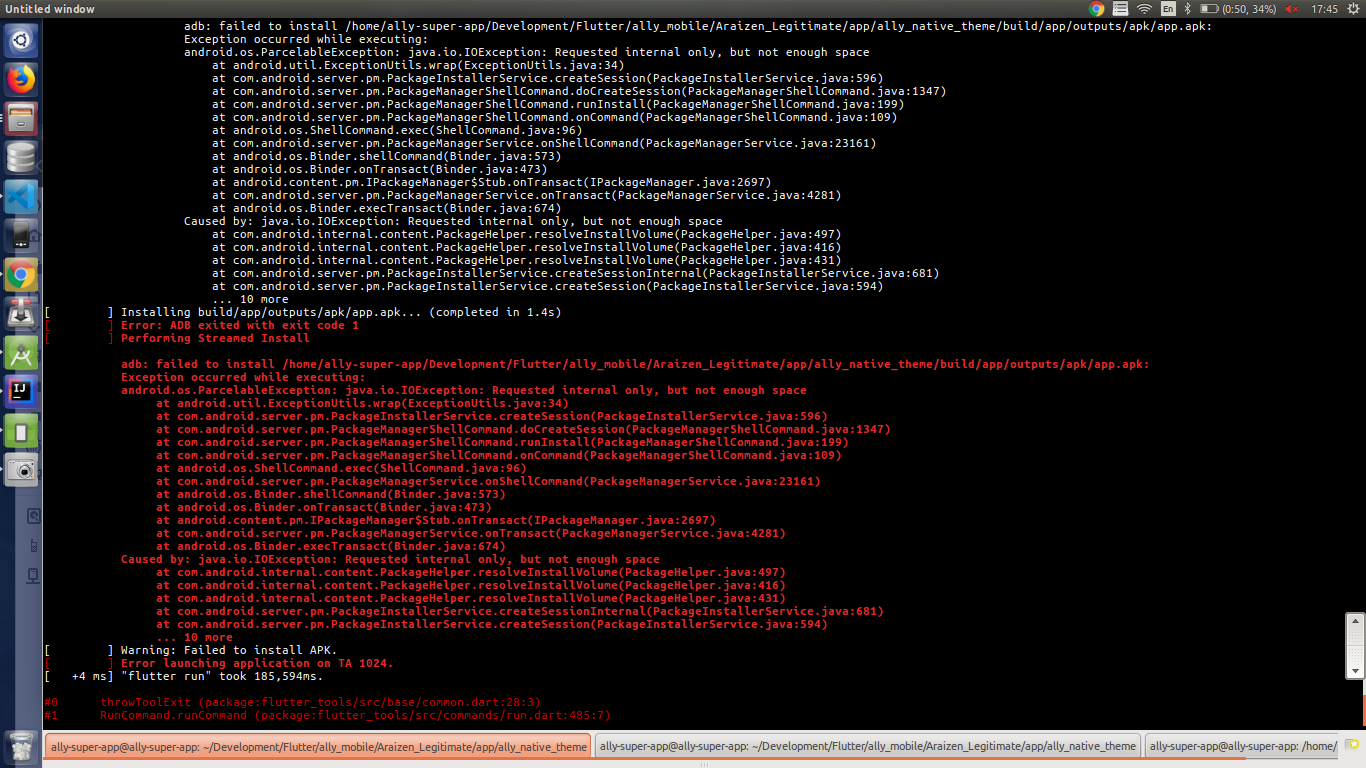 Untitled window
En
(0:50, 34%)
17:45
adb: failed to install /home/ally-super-app/Development/Flutter/ally_mobile/Araizen_Legitimate/app/ally_native_theme/build/app/outputs/apk/app.apk:
Exception occurred while executing:
android.os.ParcelableException: java.io.IOException: Requested internal only, but not enough space
at android.util.ExceptionUtils.wrap(ExceptionUtils.java:34)
at com.android.server.pm.PackageInstallerService.createSession(PackageInstallerService.java:596)
at com.android.server.pm.PackageManagerShellCommand.doCreateSession(PackageManagerShellCommand.java:1347)
at com.android.server.pm.PackageManagerShellCommand.runInstall(PackageManagerShellCommand.java:199)
at com.android.server.pm.PackageManagerShellCommand.onCommand(PackageManagerShellCommand.java:109)
at android.os.ShellCommand.exec(ShellCommand.java:96)
at com.android.server.pm.PackageManagerService.onShellCommand(PackageManagerService.java:23161)
at android.os.Binder.shellCommand(Binder.java:573)
at android.os.Binder.onTransact(Binder.java:473)
at android.content.pm.IPackageManager$Stub.onTransact(IPackageManager.java:2697)
at com.android.server.pm.PackageManagerService.onTransact(PackageManagerService.java:4281)
at android.os.Binder.execTransact(Binder.java:674)
Caused by: java.io.IOException: Requested internal only, but not enough space
at com.android.internal.content.PackageHelper.resolveInstallVolume(PackageHelper.java:497)
at com.android.internal.content.PackageHelper.resolveInstallVolume(PackageHelper.java:416)
at com.android.internal.content.PackageHelper.resolveInstallVolume(PackageHelper.java:431)
at com.android.server.pm.PackageInstallerService.createSessionInternal(PackageInstallerService.java:681)
at com.android.server.pm.PackageInstallerService.createSession(PackageInstallerService.java:594)
... 10 more
[        ] Installing build/app/outputs/apk/app.apk... (completed in 1.4s)
[        ] Error: ADB exited with exit code 1
[        ] Performing Streamed Install
adb: failed to install /home/ally-super-app/Development/Flutter/ally_mobile/Araizen_Legitimate/app/ally_native_theme/build/app/outputs/apk/app.apk:
Exception occurred while executing:
android.os.ParcelableException: java.io.IOException: Requested internal only, but not enough space
at android.util.ExceptionUtils.wrap(ExceptionUtils.java:34)
at com.android.server.pm.PackageInstallerService.createSession(PackageInstallerService.java:596)
at com.android.server.pm.PackageManagerShellCommand.doCreateSession(PackageManagerShellCommand.java:1347)
at com.android.server.pm.PackageManagerShellCommand.runInstall(PackageManagerShellCommand.java:199)
at com.android.server.pm.PackageManagerShellCommand.onCommand(PackageManagerShellCommand.java:109)
at android.os.ShellCommand.exec(ShellCommand.java:96)
at com.android.server.pm.PackageManagerService.onShellCommand(PackageManagerService.java:23161)
at android.os.Binder.shellCommand(Binder.java:573)
at android.os.Binder.onTransact(Binder.java:473)
at android.content.pm.IPackageManager$Stub.onTransact(IPackageManager.java:2697)
at com.android.server.pm.PackageManagerService.onTransact(PackageManagerService.java:4281)
at android.os.Binder.execTransact(Binder.java:674)
Caused by: java.io.IOException: Requested internal only, but not enough space
at com.android.internal.content.PackageHelper.resolveInstallVolume(PackageHelper.java:497)
at com.android.internal.content.PackageHelper.resolveInstallVolume(PackageHelper.java:416)
at com.android.internal.content.PackageHelper.resolveInstallVolume(PackageHelper.java:431)
at com.android.server.pm.PackageInstallerService.createSessionInternal(PackageInstallerService.java:681)
at com.android.server.pm.PackageInstallerService.createSession(PackageInstallerService.java:594)
... 10 more
[        ] Warning: Failed to install APK.
[        ] Error launching application on TA 1024.
[   +4 ms] "flutter run" took 185,594ms.
#0      throwToolExit (package:flutter_tools/src/base/common.dart:28:3)
#1      RunCommand.runCommand (package:flutter_tools/src/commands/run.dart:485:7)
IJ
ally-super-app@ally-super-app: ~/Development/Flutter/ally_mobile/Araizen_Legitimate/app/ally_native_theme
ally-super-app@ally-super-app: ~/Development/Flutter/ally_mobile/Araizen_Legitimate/app/ally_native_theme
ally-super-app@ally-super-app: /home/